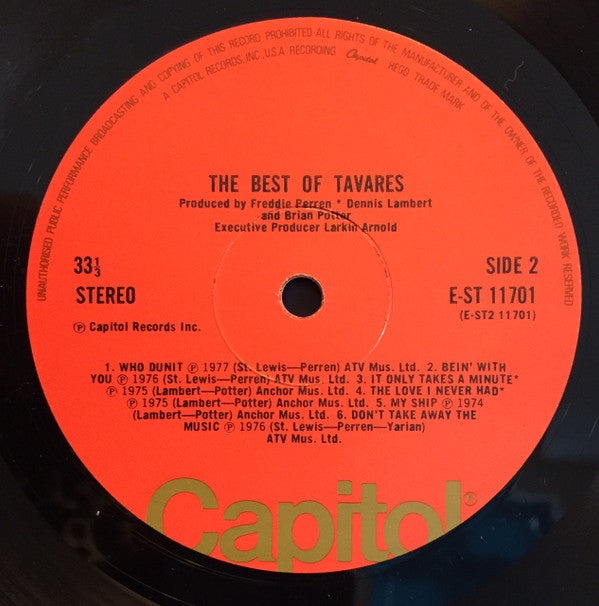 UNAUTHORISED PUBLIC PERFORMANCE BROADCASTING AND COPYING OF THIS RECORD PROHIBITED ALL RIGHTS OF THE MANUFACTURER AND OF THE OWNER OF THE RECORDED WORK RESERVED
A CAPITOL RECORDS, INC., U.S.A. RECORDING Capitol REGD TRADE MARK
THE BEST OF TAVARES
Produced by Freddie Perren * Dennis Lambert
and Brian Potter
Executive Producer Larkin Arnold
33⅓
STEREO
SIDE 2
E-ST 11701
(E-ST2 11701)
℗ Capitol Records Inc.
1. WHO DUNIT ℗ 1977 (St. Lewis—Perren) ATV Mus. Ltd. 2. BEIN' WITH
YOU ℗ 1976 (St. Lewis—Perren) ATV Mus. Ltd. 3. IT ONLY TAKES A MINUTE*
℗ 1975 (Lambert—Potter) Anchor Mus. Ltd. 4. THE LOVE I NEVER HAD*
℗ 1975 (Lambert—Potter) Anchor Mus. Ltd. 5. MY SHIP ℗ 1974
(Lambert—Potter) Anchor Mus. Ltd. 6. DON'T TAKE AWAY THE
MUSIC ℗ 1976 (St. Lewis—Perren—Yarian)
ATV Mus. Ltd.
Capitol®